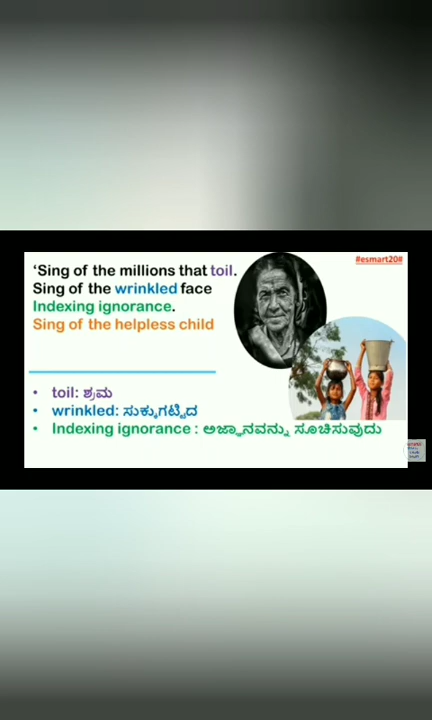 #esmart20#
‘Sing of the millions that toil.
Sing of the wrinkled face
Indexing ignorance.
Sing of the helpless child
• toil: ಶ್ರಮ
• wrinkled: ಸುಕ್ಕುಗಟ್ಟಿದ
• Indexing ignorance : ಅಜ್ಞಾನವನ್ನು ಸೂಚಿಸುವುದು